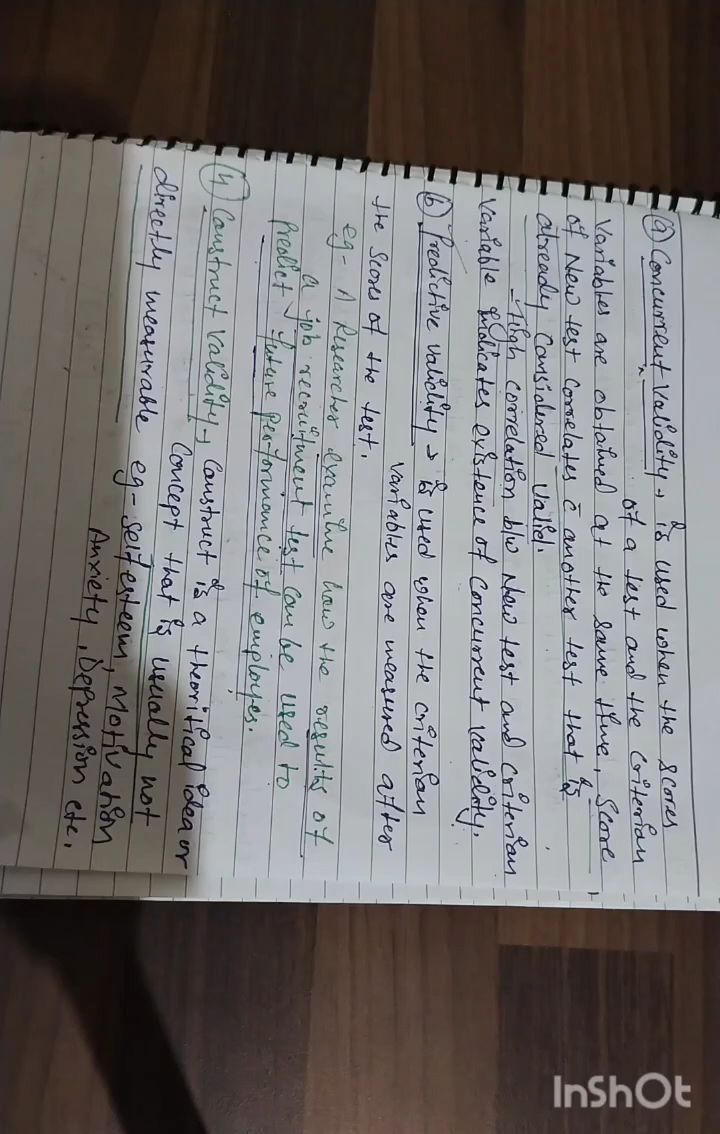 (a) Concurrent Validity → is used when the scores
of a test and the criterian
Variables are obtained at the same time, Score
of New test Correlates c̄ another test that is
already Considered Valid.
- High correlation b/w New test and Criterian
Variable indicates existence of Concurrent Validity.
(b) Predictive Validity → is used when the criterian
Variables are measured after
the Scores of the test.
eg- A Researcher examine how the results of
a job recruitment test can be used to
Predict future performance of employes.
(4) Construct Validity → Construct is a theoritical idea or
Concept that is usually not
directly measurable eg- self esteem, Motivation
Anxiety, Depression etc.
InShOt